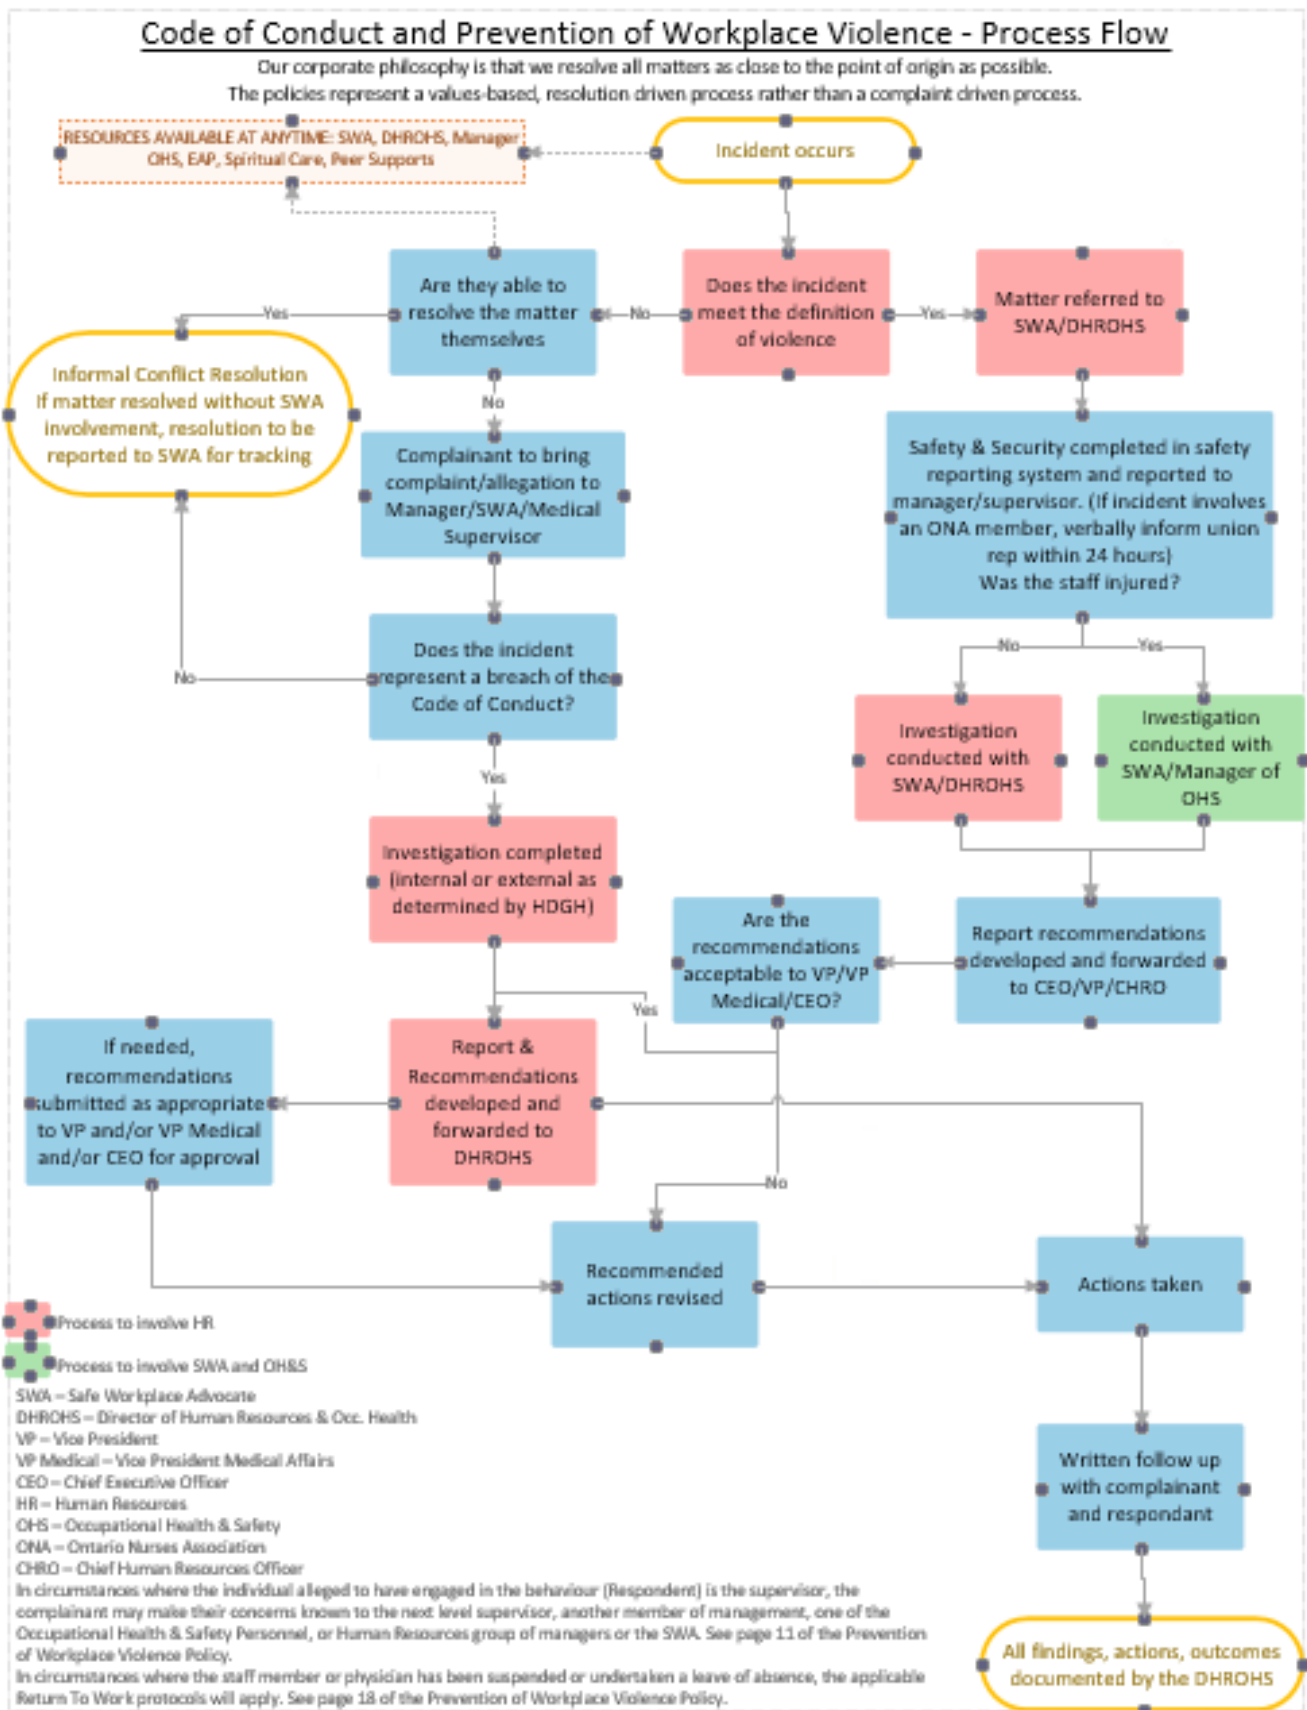 Code of Conduct and Prevention of Workplace Violence - Process Flow
Our corporate philosophy is that we resolve all matters as close to the point of origin as possible.
The policies represent a values-based, resolution driven process rather than a complaint driven process.
RESOURCES AVAILABLE AT ANYTIME: SWA, DHROHS, Manager
OHS, EAP, Spiritual Care, Peer Supports
Incident occurs
Are they able to
resolve the matter
themselves
Does the incident
meet the definition
of violence
Matter referred to
SWA/DHROHS
Yes
No
Yes
Informal Conflict Resolution
If matter resolved without SWA
involvement, resolution to be
reported to SWA for tracking
No
Complainant to bring
complaint/allegation to
Manager/SWA/Medical
Supervisor
Safety & Security completed in safety
reporting system and reported to
manager/supervisor. (If incident involves
an ONA member, verbally inform union
rep within 24 hours)
Was the staff injured?
Does the incident
represent a breach of the
Code of Conduct?
No
No
Yes
Yes
Investigation
conducted with
SWA/DHROHS
Investigation
conducted with
SWA/Manager of
OHS
Investigation completed
(internal or external as
determined by HDGH)
Are the
recommendations
acceptable to VP/VP
Medical/CEO?
Report recommendations
developed and forwarded
to CEO/VP/CHRO
Yes
If needed,
recommendations
submitted as appropriate
to VP and/or VP Medical
and/or CEO for approval
Report &
Recommendations
developed and
forwarded to
DHROHS
No
Recommended
actions revised
Actions taken
Process to involve HR
Process to involve SWA and OH&S
SWA – Safe Workplace Advocate
DHROHS – Director of Human Resources & Occ. Health
VP – Vice President
VP Medical – Vice President Medical Affairs
CEO – Chief Executive Officer
HR – Human Resources
OHS – Occupational Health & Safety
ONA – Ontario Nurses Association
CHRO – Chief Human Resources Officer
Written follow up
with complainant
and respondant
In circumstances where the individual alleged to have engaged in the behaviour (Respondent) is the supervisor, the
complainant may make their concerns known to the next level supervisor, another member of management, one of the
Occupational Health & Safety Personnel, or Human Resources group of managers or the SWA. See page 11 of the Prevention
of Workplace Violence Policy.
In circumstances where the staff member or physician has been suspended or undertaken a leave of absence, the applicable
Return To Work protocols will apply. See page 18 of the Prevention of Workplace Violence Policy.
All findings, actions, outcomes
documented by the DHROHS